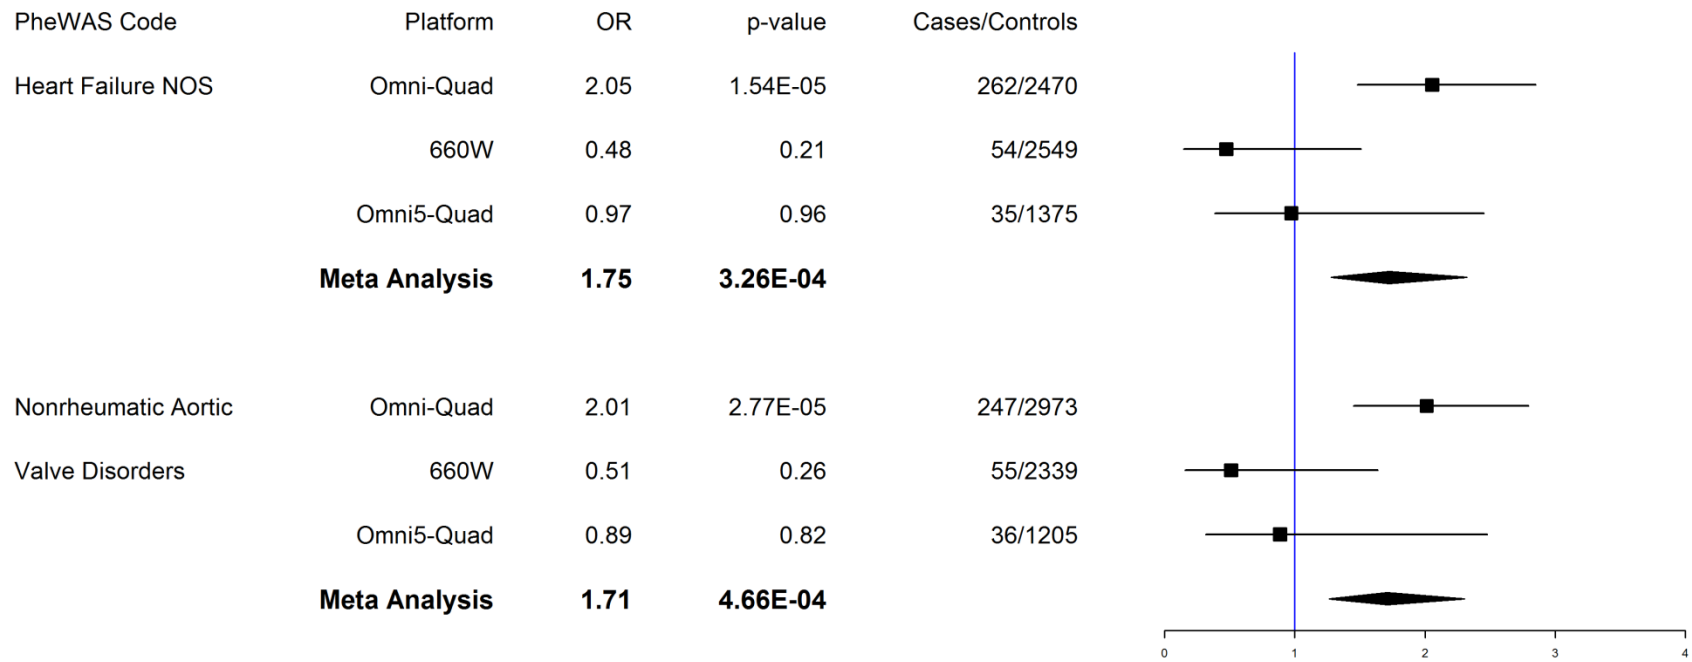 PheWAS Code Platform OR p-value Cases/Controls
Heart Failure NOS Omni-Quad 2.05 1.54E-05 262/2470
660W 0.48 0.21 54/2549
Omni5-Quad 0.97 0.96 35/1375
Meta Analysis 1.75 3.26E-04
Nonrheumatic Aortic Omni-Quad 2.01 2.77E-05 247/2973
Valve Disorders 660W 0.51 0.26 55/2339
Omni5-Quad 0.89 0.82 36/1205
Meta Analysis 1.71 4.66E-04
0 1 2 3 4